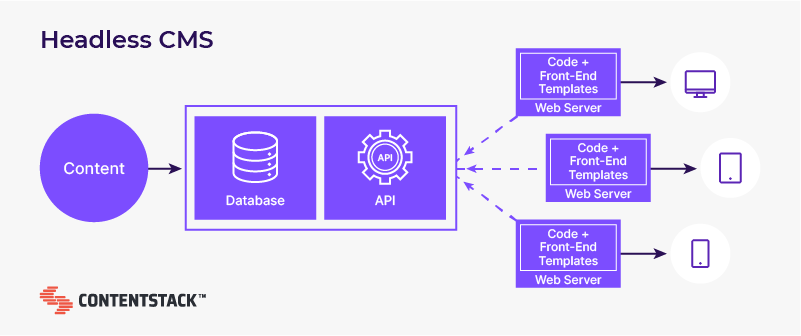 Headless CMS
Content
Database
API
API
Code +
Front-End
Templates
Web Server
Code +
Front-End
Templates
Web Server
Code +
Front-End
Templates
Web Server
CONTENTSTACK™